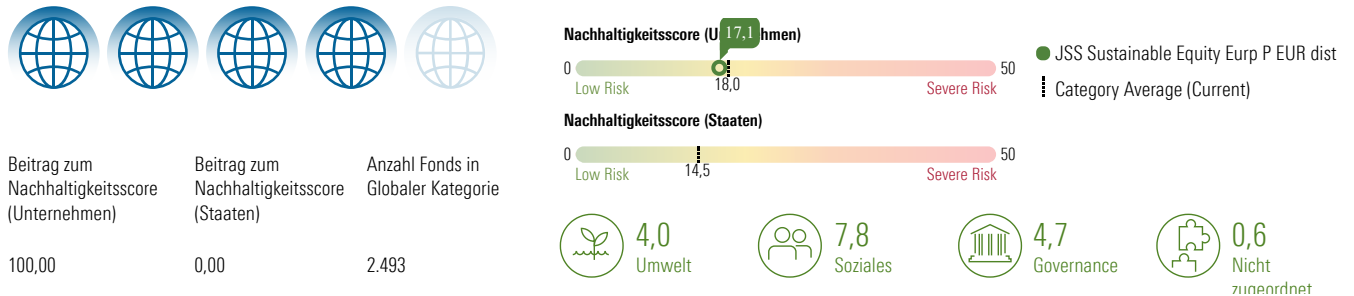 Beitrag zum
Nachhaltigkeitsscore
(Unternehmen)
100,00
Beitrag zum
Nachhaltigkeitsscore
(Staaten)
0,00
Anzahl Fonds in
Globaler Kategorie
2.493
Nachhaltigkeitsscore (U hmen)
17,1
0
50
Low Risk
18,0
Severe Risk
Nachhaltigkeitsscore (Staaten)
0
50
Low Risk
14,5
Severe Risk
JSS Sustainable Equity Eurp P EUR dist
Category Average (Current)
4,0
Umwelt
7,8
Soziales
4,7
Governance
0,6
Nicht
zugeordnet